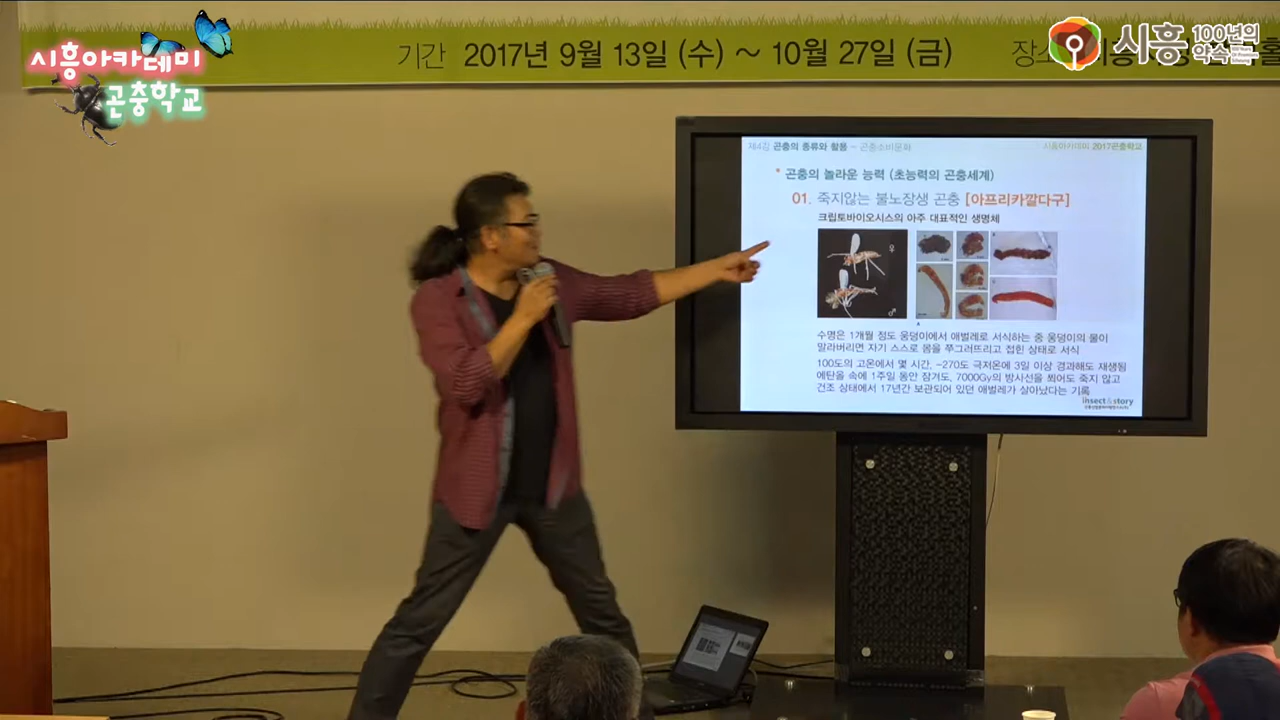 시흥아카데미
곤충학교
기간 2017년 9월 13일 (수) ~ 10월 27일 (금)
시흥 100년의 약속
제4강 곤충의 종류와 활용 - 곤충소비문화
시흥아카데미 2017곤충학교
• 곤충의 놀라운 능력 (초능력의 곤충세계)
01. 죽지않는 불노장생 곤충 [아프리카깔다구]
크립토바이오시스의 아주 대표적인 생명체
수명은 1개월 정도 웅덩이에서 애벌레로 서식하는 중 웅덩이의 물이
말라버리면 자기 스스로 몸을 쭈그러뜨리고 접힌 상태로 서식
100도의 고온에서 몇 시간, -270도 극저온에 3일 이상 경과해도 재생됨
에탄올 속에 1주일 동안 잠겨도, 7000Gy의 방사선을 쬐어도 죽지 않고
건조 상태에서 17년간 보관되어 있던 애벌레가 살아났다는 기록
insect&story